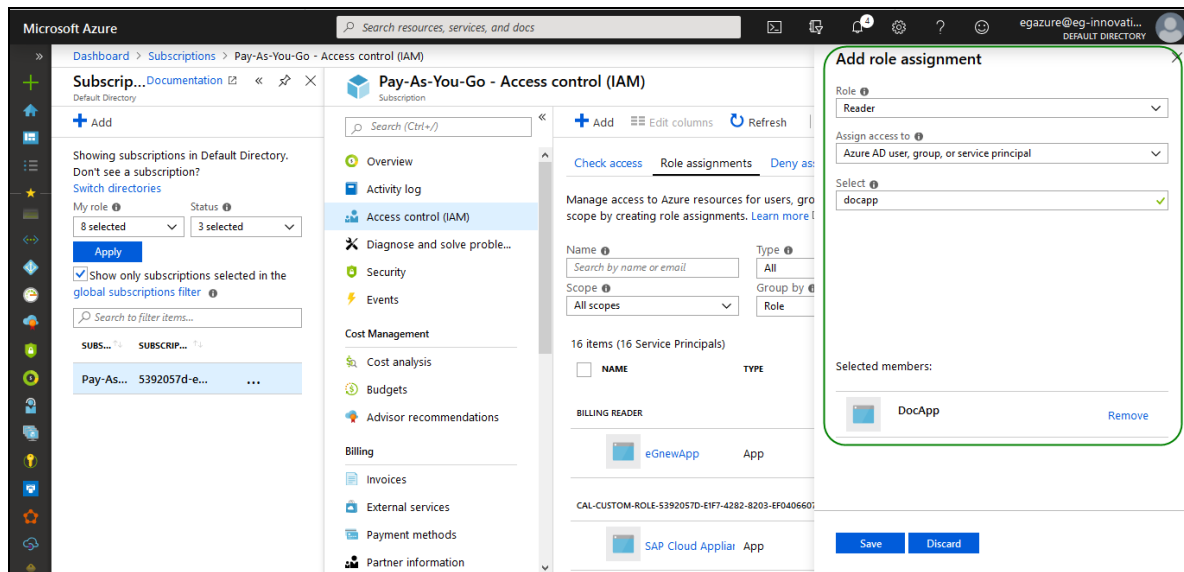 Microsoft Azure
Search resources, services, and docs
4
egazure@eg-innovati...
DEFAULT DIRECTORY
Dashboard > Subscriptions > Pay-As-You-Go - Access control (IAM)
Subscrip...
Documentation
Default Directory
Add
Showing subscriptions in Default Directory.
Don't see a subscription?
Switch directories
My role
Status
8 selected
3 selected
Apply
Show only subscriptions selected in the
global subscriptions filter
Search to filter items...
SUBS...
SUBSCRIP...
Pay-As...
5392057d-e...
...
Pay-As-You-Go - Access control (IAM)
Subscription
Search (Ctrl+/)
Overview
Activity log
Access control (IAM)
Diagnose and solve proble...
Security
Events
Cost Management
Cost analysis
Budgets
Advisor recommendations
Billing
Invoices
External services
Payment methods
Partner information
Add
Edit columns
Refresh
Check access
Role assignments
Deny ass
Manage access to Azure resources for users, gro
scope by creating role assignments. Learn more
Name
Type
Search by name or email
All
Scope
Group by
All scopes
Role
16 items (16 Service Principals)
NAME
TYPE
BILLING READER
eGnewApp
App
CAL-CUSTOM-ROLE-5392057D-E1F7-4282-8203-EF0406607
SAP Cloud Applian
App
Add role assignment
Role
Reader
Assign access to
Azure AD user, group, or service principal
Select
docapp
Selected members:
DocApp
Remove
Save
Discard